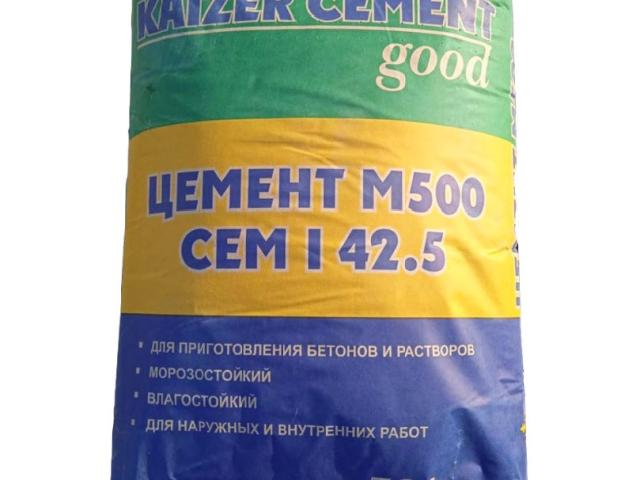 KAIZER CEMENT
good
ЦЕМЕНТ М500
CEM I 42.5
▪ ДЛЯ ПРИГОТОВЛЕНИЯ БЕТОНОВ И РАСТВОРОВ
▪ МОРОЗОСТОЙКИЙ
▪ ВЛАГОСТОЙКИЙ
▪ ДЛЯ НАРУЖНЫХ И ВНУТРЕННИХ РАБОТ